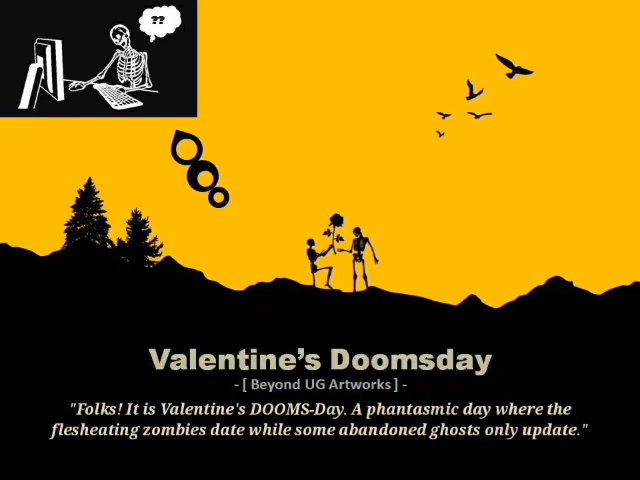 ??
Valentine's Doomsday
- [ Beyond UG Artworks ] -
"Folks! It is Valentine's DOOMS-Day. A phantasmic day where the
flesheating zombies date while some abandoned ghosts only update."